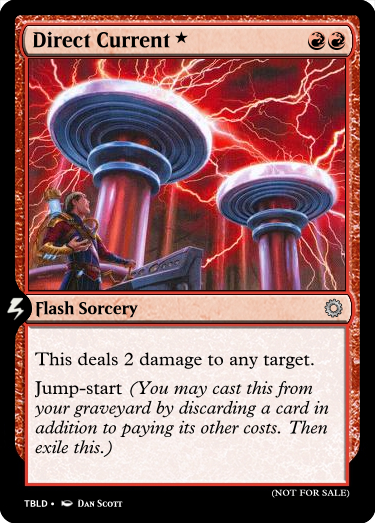 Direct Current ★
Flash Sorcery
This deals 2 damage to any target.
Jump-start (You may cast this from
your graveyard by discarding a card in
addition to paying its other costs. Then
exile this.)
(NOT FOR SALE)
TBLD • Dan Scott